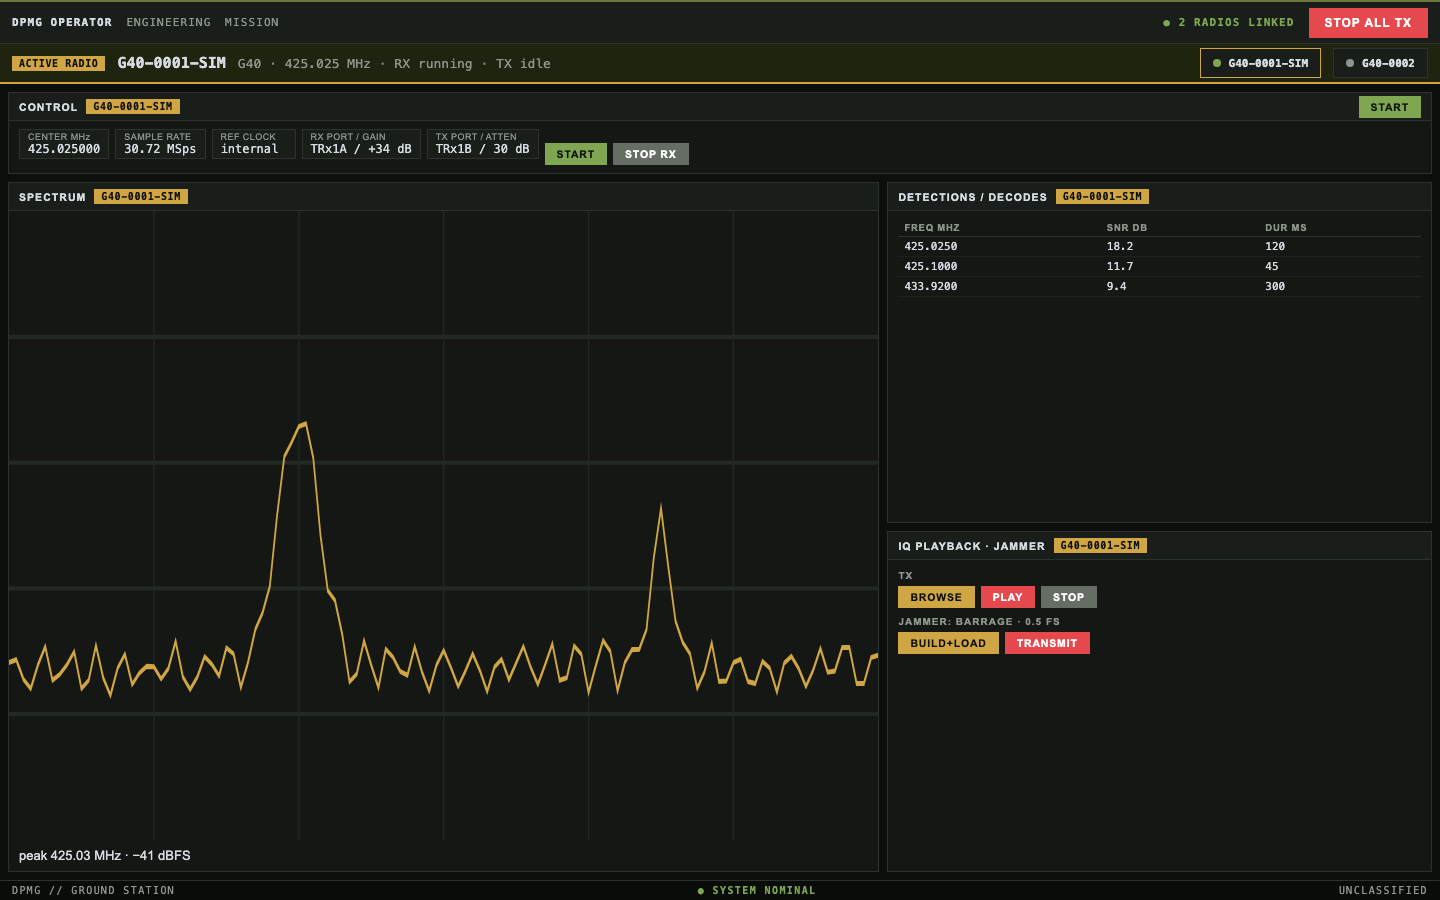 DPMG OPERATOR ENGINEERING MISSION ● 2 RADIOS LINKED STOP ALL TX
ACTIVE RADIO G40-0001-SIM G40 · 425.025 MHz · RX running · TX idle ● G40-0001-SIM ● G40-0002
CONTROL G40-0001-SIM START
CENTER MHz SAMPLE RATE REF CLOCK RX PORT / GAIN TX PORT / ATTEN
425.025000 30.72 MSps internal TRx1A / +34 dB TRx1B / 30 dB START STOP RX
SPECTRUM G40-0001-SIM
peak 425.03 MHz · −41 dBFS
DETECTIONS / DECODES G40-0001-SIM
FREQ MHZ SNR DB DUR MS
425.0250 18.2 120
425.1000 11.7 45
433.9200 9.4 300
IQ PLAYBACK · JAMMER G40-0001-SIM
TX
BROWSE PLAY STOP
JAMMER: BARRAGE · 0.5 FS
BUILD+LOAD TRANSMIT
DPMG // GROUND STATION ● SYSTEM NOMINAL UNCLASSIFIED